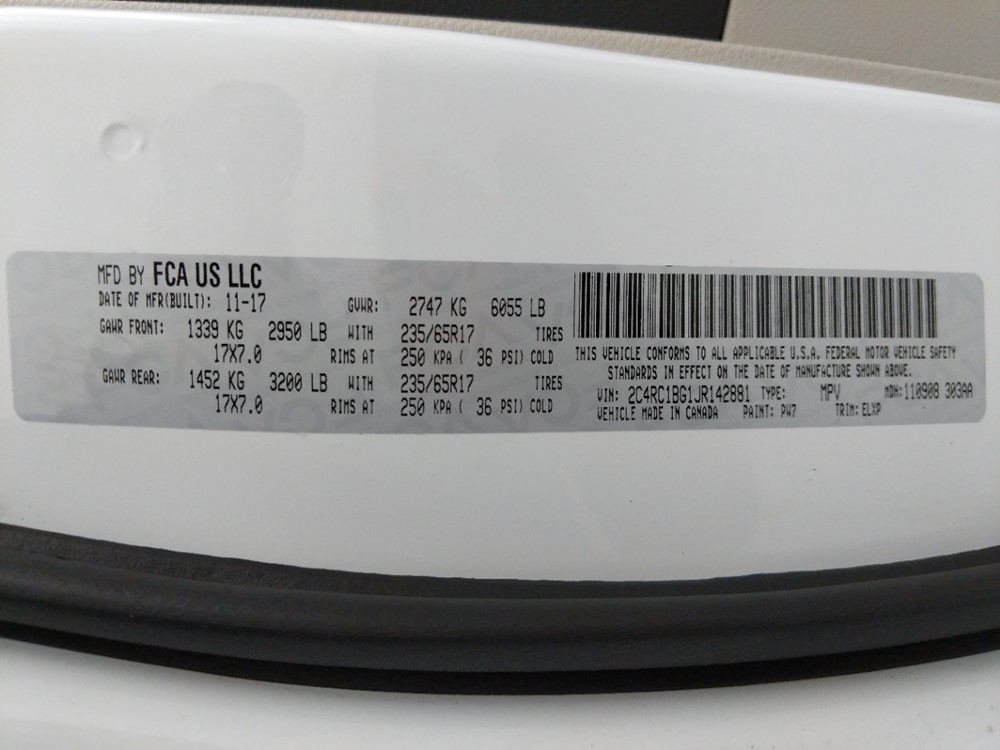 MFD BY FCA US LLC
DATE OF MFR(BUILT): 11-17 GVWR: 2747 KG 6055 LB
GAWR FRONT: 1339 KG 2950 LB WITH 235/65R17 TIRES
17X7.0 RIMS AT 250 KPA ( 36 PSI) COLD
GAWR REAR: 1452 KG 3200 LB WITH 235/65R17 TIRES
17X7.0 RIMS AT 250 KPA ( 36 PSI) COLD
THIS VEHICLE CONFORMS TO ALL APPLICABLE U.S.A. FEDERAL MOTOR VEHICLE SAFETY
STANDARDS IN EFFECT ON THE DATE OF MANUFACTURE SHOWN ABOVE.
VIN: 2C4RC1BG1JR142881 TYPE: MPV MDH:110908 303AA
VEHICLE MADE IN CANADA PAINT: PW7 TRIM: ELXP